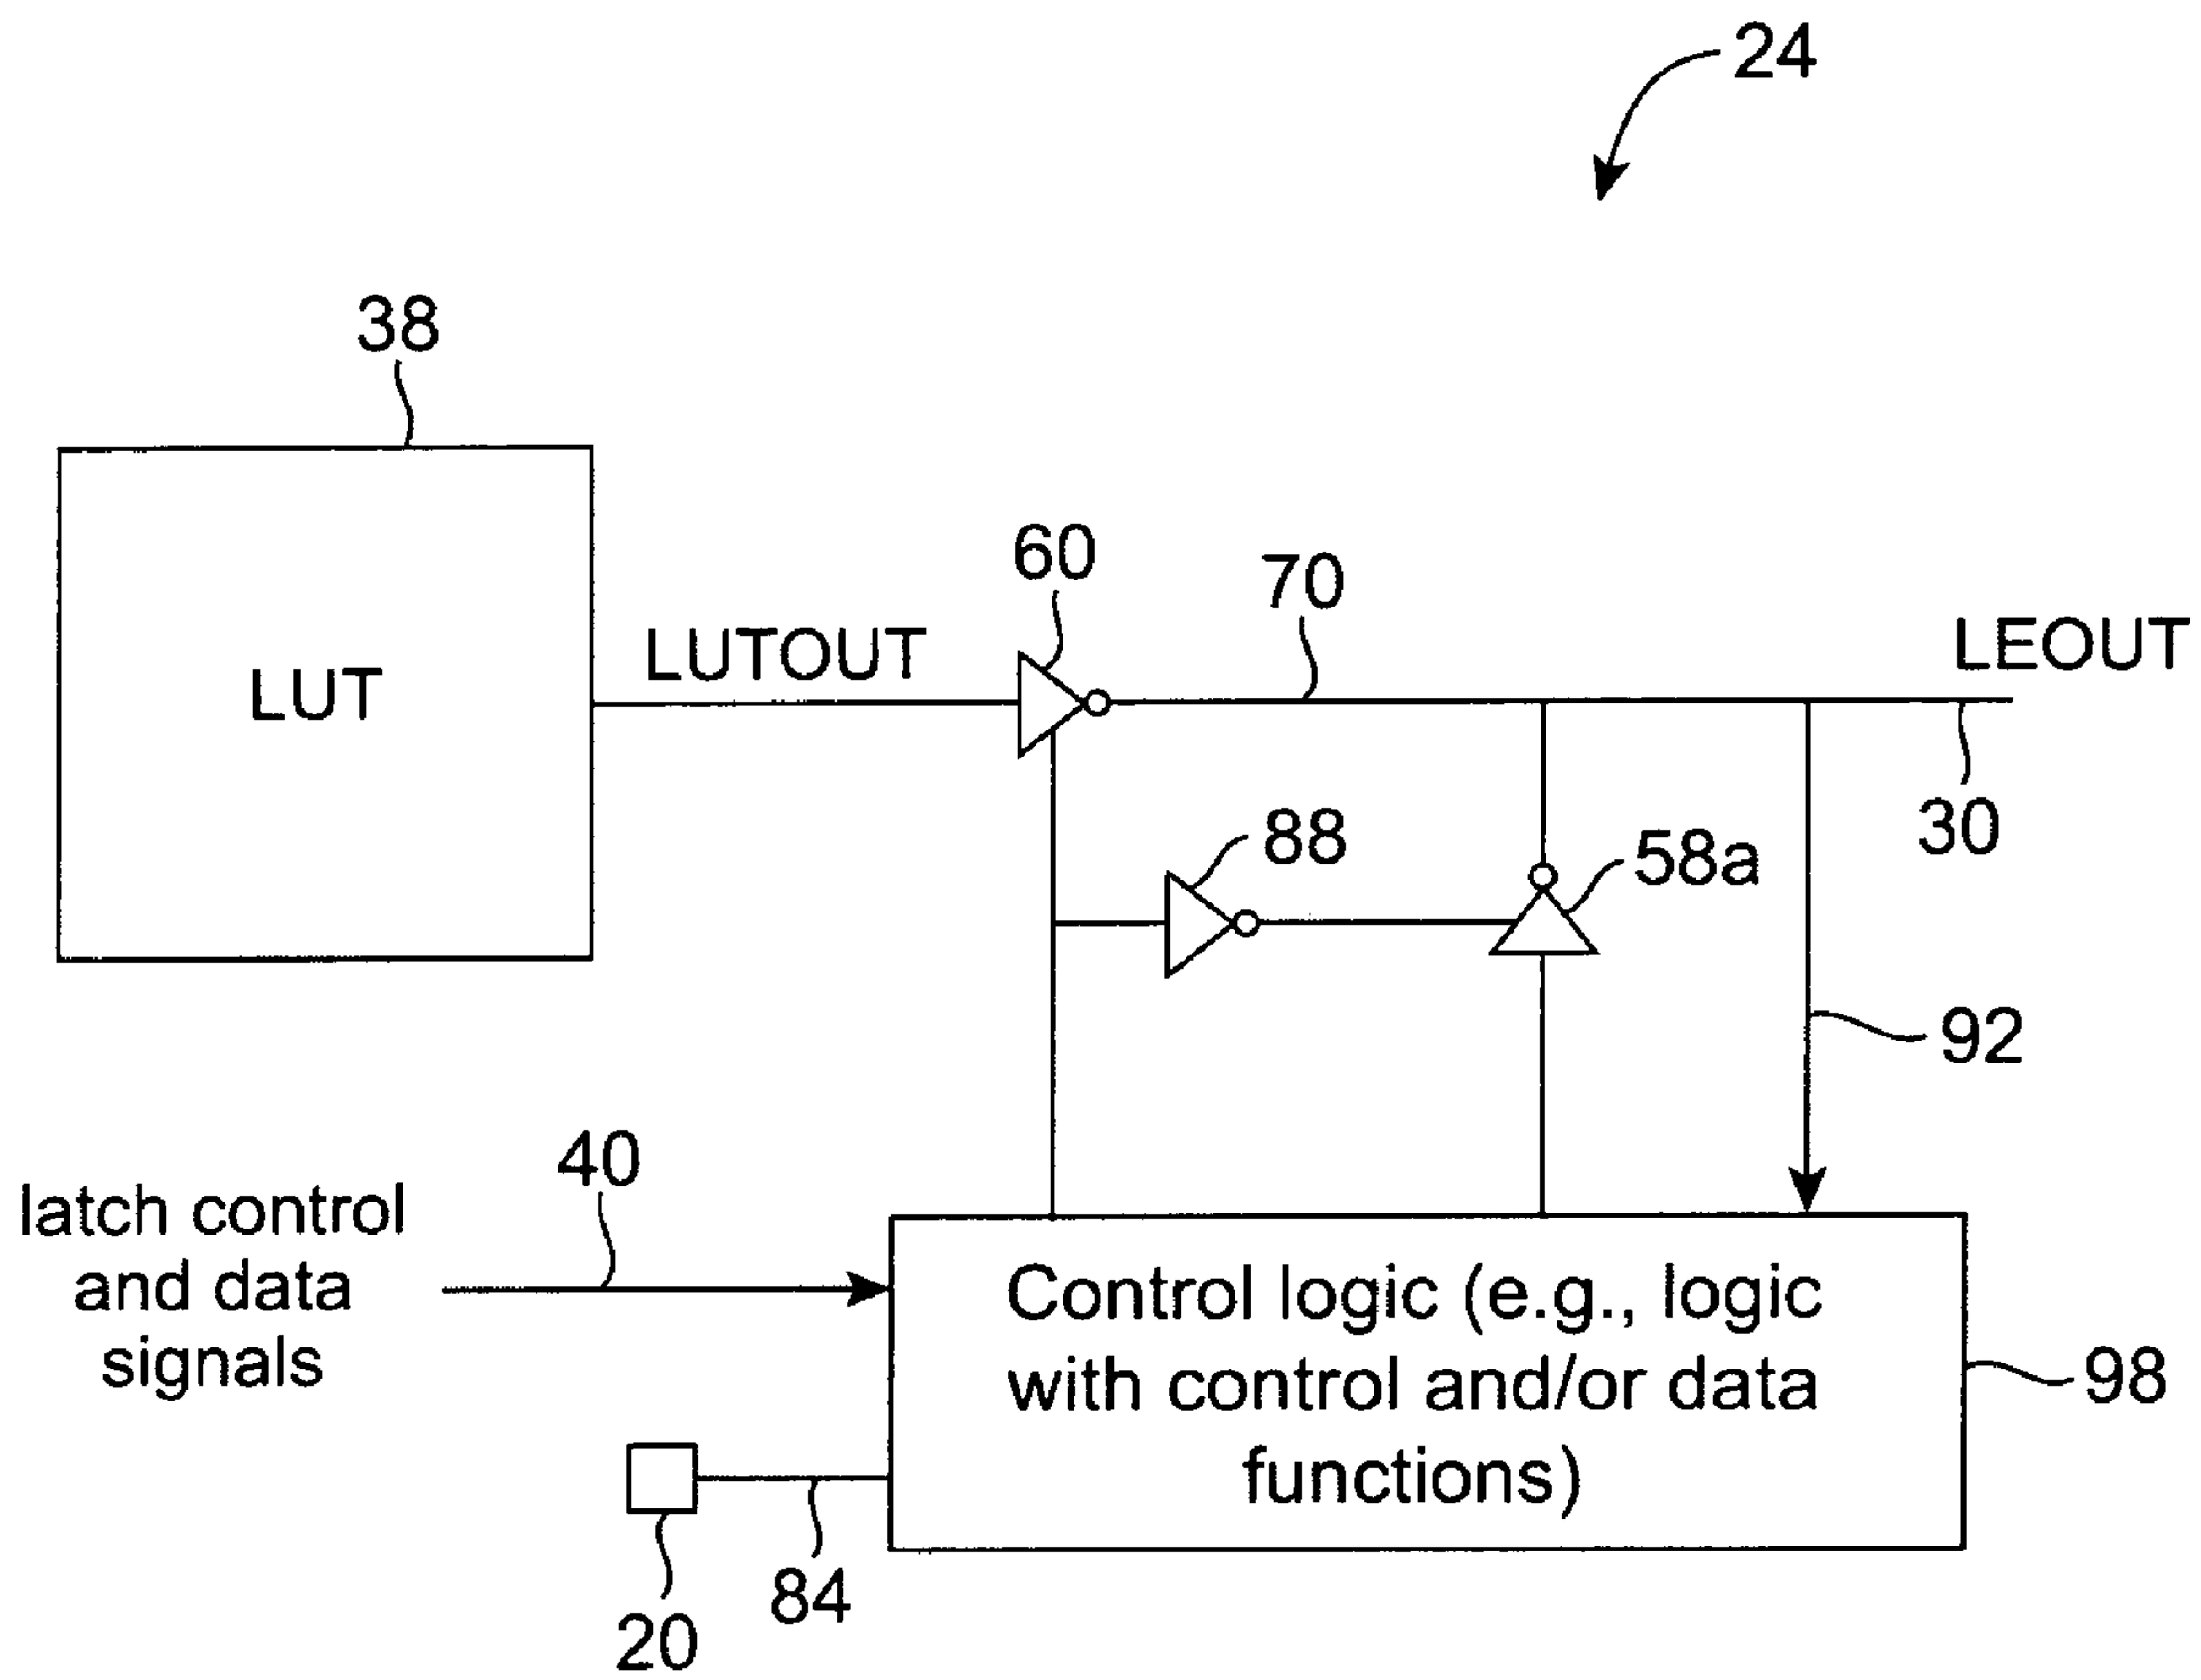 24
38
LUT
LUTOUT
60
70
LEOUT
30
88
58a
92
40
latch control
and data
signals
Control logic (e.g., logic
with control and/or data
functions)
98
84
20